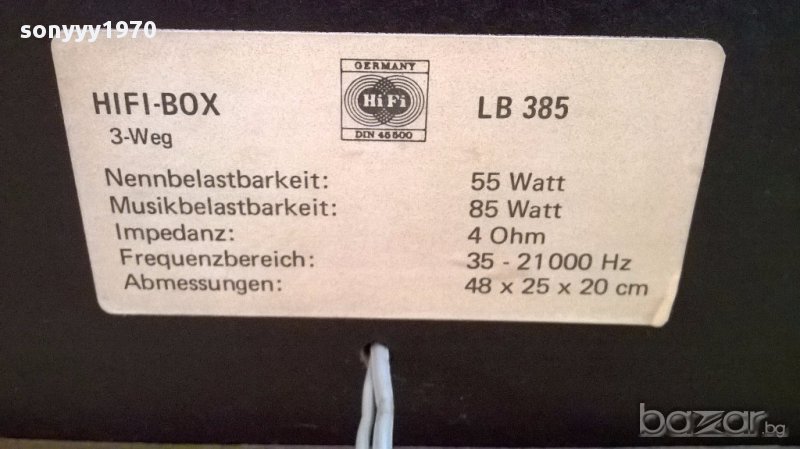 sonyyy1970
GERMANY
HiFi
DIN 45500
HIFI-BOX
LB 385
3-Weg
Nennbelastbarkeit: 55 Watt
Musikbelastbarkeit: 85 Watt
Impedanz: 4 Ohm
Frequenzbereich: 35 - 21000 Hz
Abmessungen: 48 x 25 x 20 cm
bazar.bg